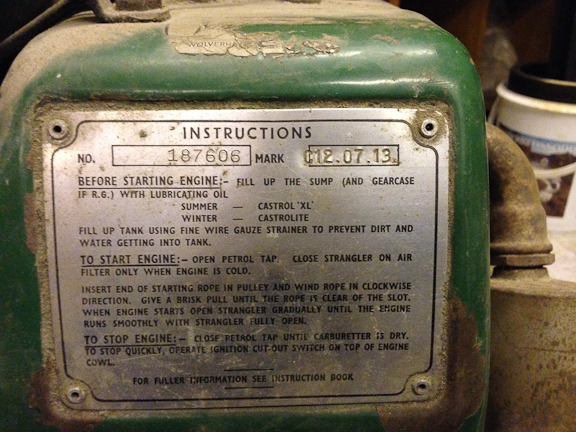 WOLVERHA
INSTRUCTIONS
NO. 187606 MARK C12.07.13.
BEFORE STARTING ENGINE:- FILL UP THE SUMP (AND GEARCASE
IF R.G.) WITH LUBRICATING OIL
SUMMER — CASTROL 'XL'
WINTER — CASTROLITE
FILL UP TANK USING FINE WIRE GAUZE STRAINER TO PREVENT DIRT AND
WATER GETTING INTO TANK.
TO START ENGINE:- OPEN PETROL TAP CLOSE STRANGLER ON AIR
FILTER ONLY WHEN ENGINE IS COLD.
INSERT END OF STARTING ROPE IN PULLEY AND WIND ROPE IN CLOCKWISE
DIRECTION. GIVE A BRISK PULL UNTIL THE ROPE IS CLEAR OF THE SLOT.
WHEN ENGINE STARTS OPEN STRANGLER GRADUALLY UNTIL THE ENGINE
RUNS SMOOTHLY WITH STRANGLER FULLY OPEN.
TO STOP ENGINE:- CLOSE PETROL TAP UNTIL CARBURETTER IS DRY.
TO STOP QUICKLY, OPERATE IGNITION CUT-OUT SWITCH ON TOP OF ENGINE
COWL.
FOR FULLER INFORMATION SEE INSTRUCTION BOOK